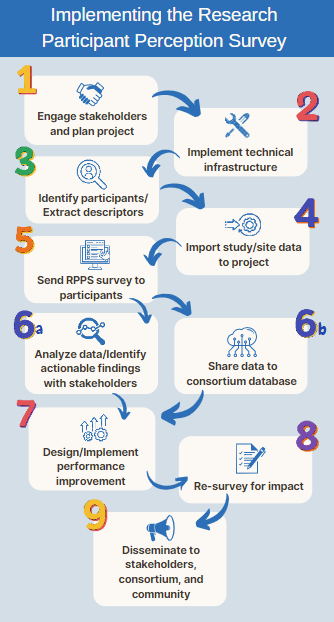 Implementing the Research
Participant Perception Survey
1
Engage stakeholders
and plan project
2
Implement technical
infrastructure
3
Identify participants/
Extract descriptors
4
Import study/site data
to project
5
Send RPPS survey to
participants
6a
Analyze data/Identify
actionable findings
with stakeholders
6b
Share data to
consortium database
7
Design/Implement
performance
improvement
8
Re-survey for impact
9
Disseminate to
stakeholders,
consortium, and
community